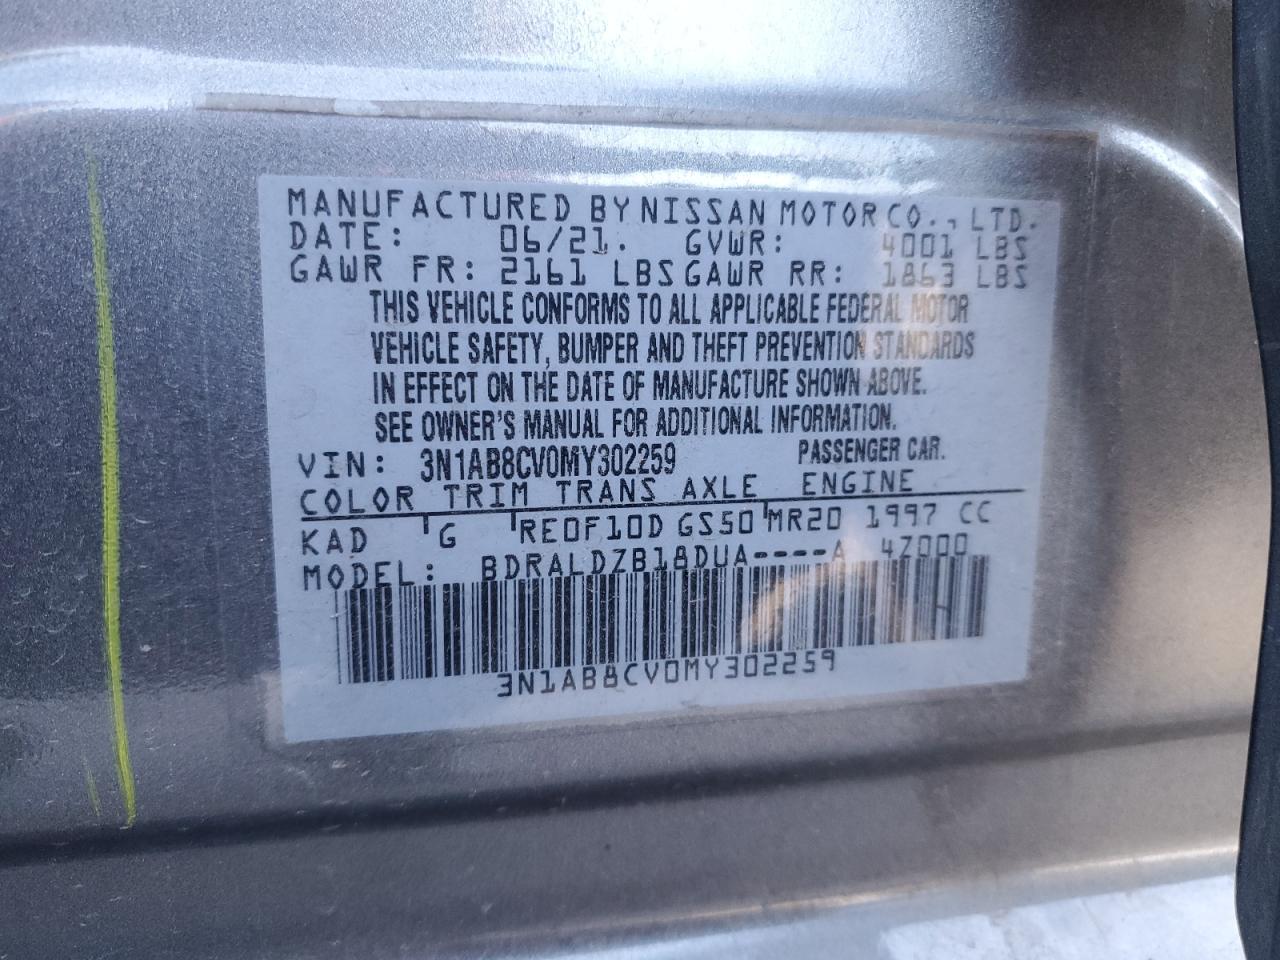 MANUFACTURED BY NISSAN MOTOR CO., LTD.
DATE: 06/21. GVWR: 4001 LBS
GAWR FR: 2161 LBS GAWR RR: 1863 LBS
THIS VEHICLE CONFORMS TO ALL APPLICABLE FEDERAL MOTOR
VEHICLE SAFETY, BUMPER AND THEFT PREVENTION STANDARDS
IN EFFECT ON THE DATE OF MANUFACTURE SHOWN ABOVE.
SEE OWNER'S MANUAL FOR ADDITIONAL INFORMATION.
VIN: 3N1AB8CV0MY302259 PASSENGER CAR.
COLOR TRIM TRANS AXLE ENGINE
KAD G RE0F10D GS50 MR20 1997 CC
MODEL: BDRALDZB18DUA----A 4Z000
3N1AB8CV0MY302259